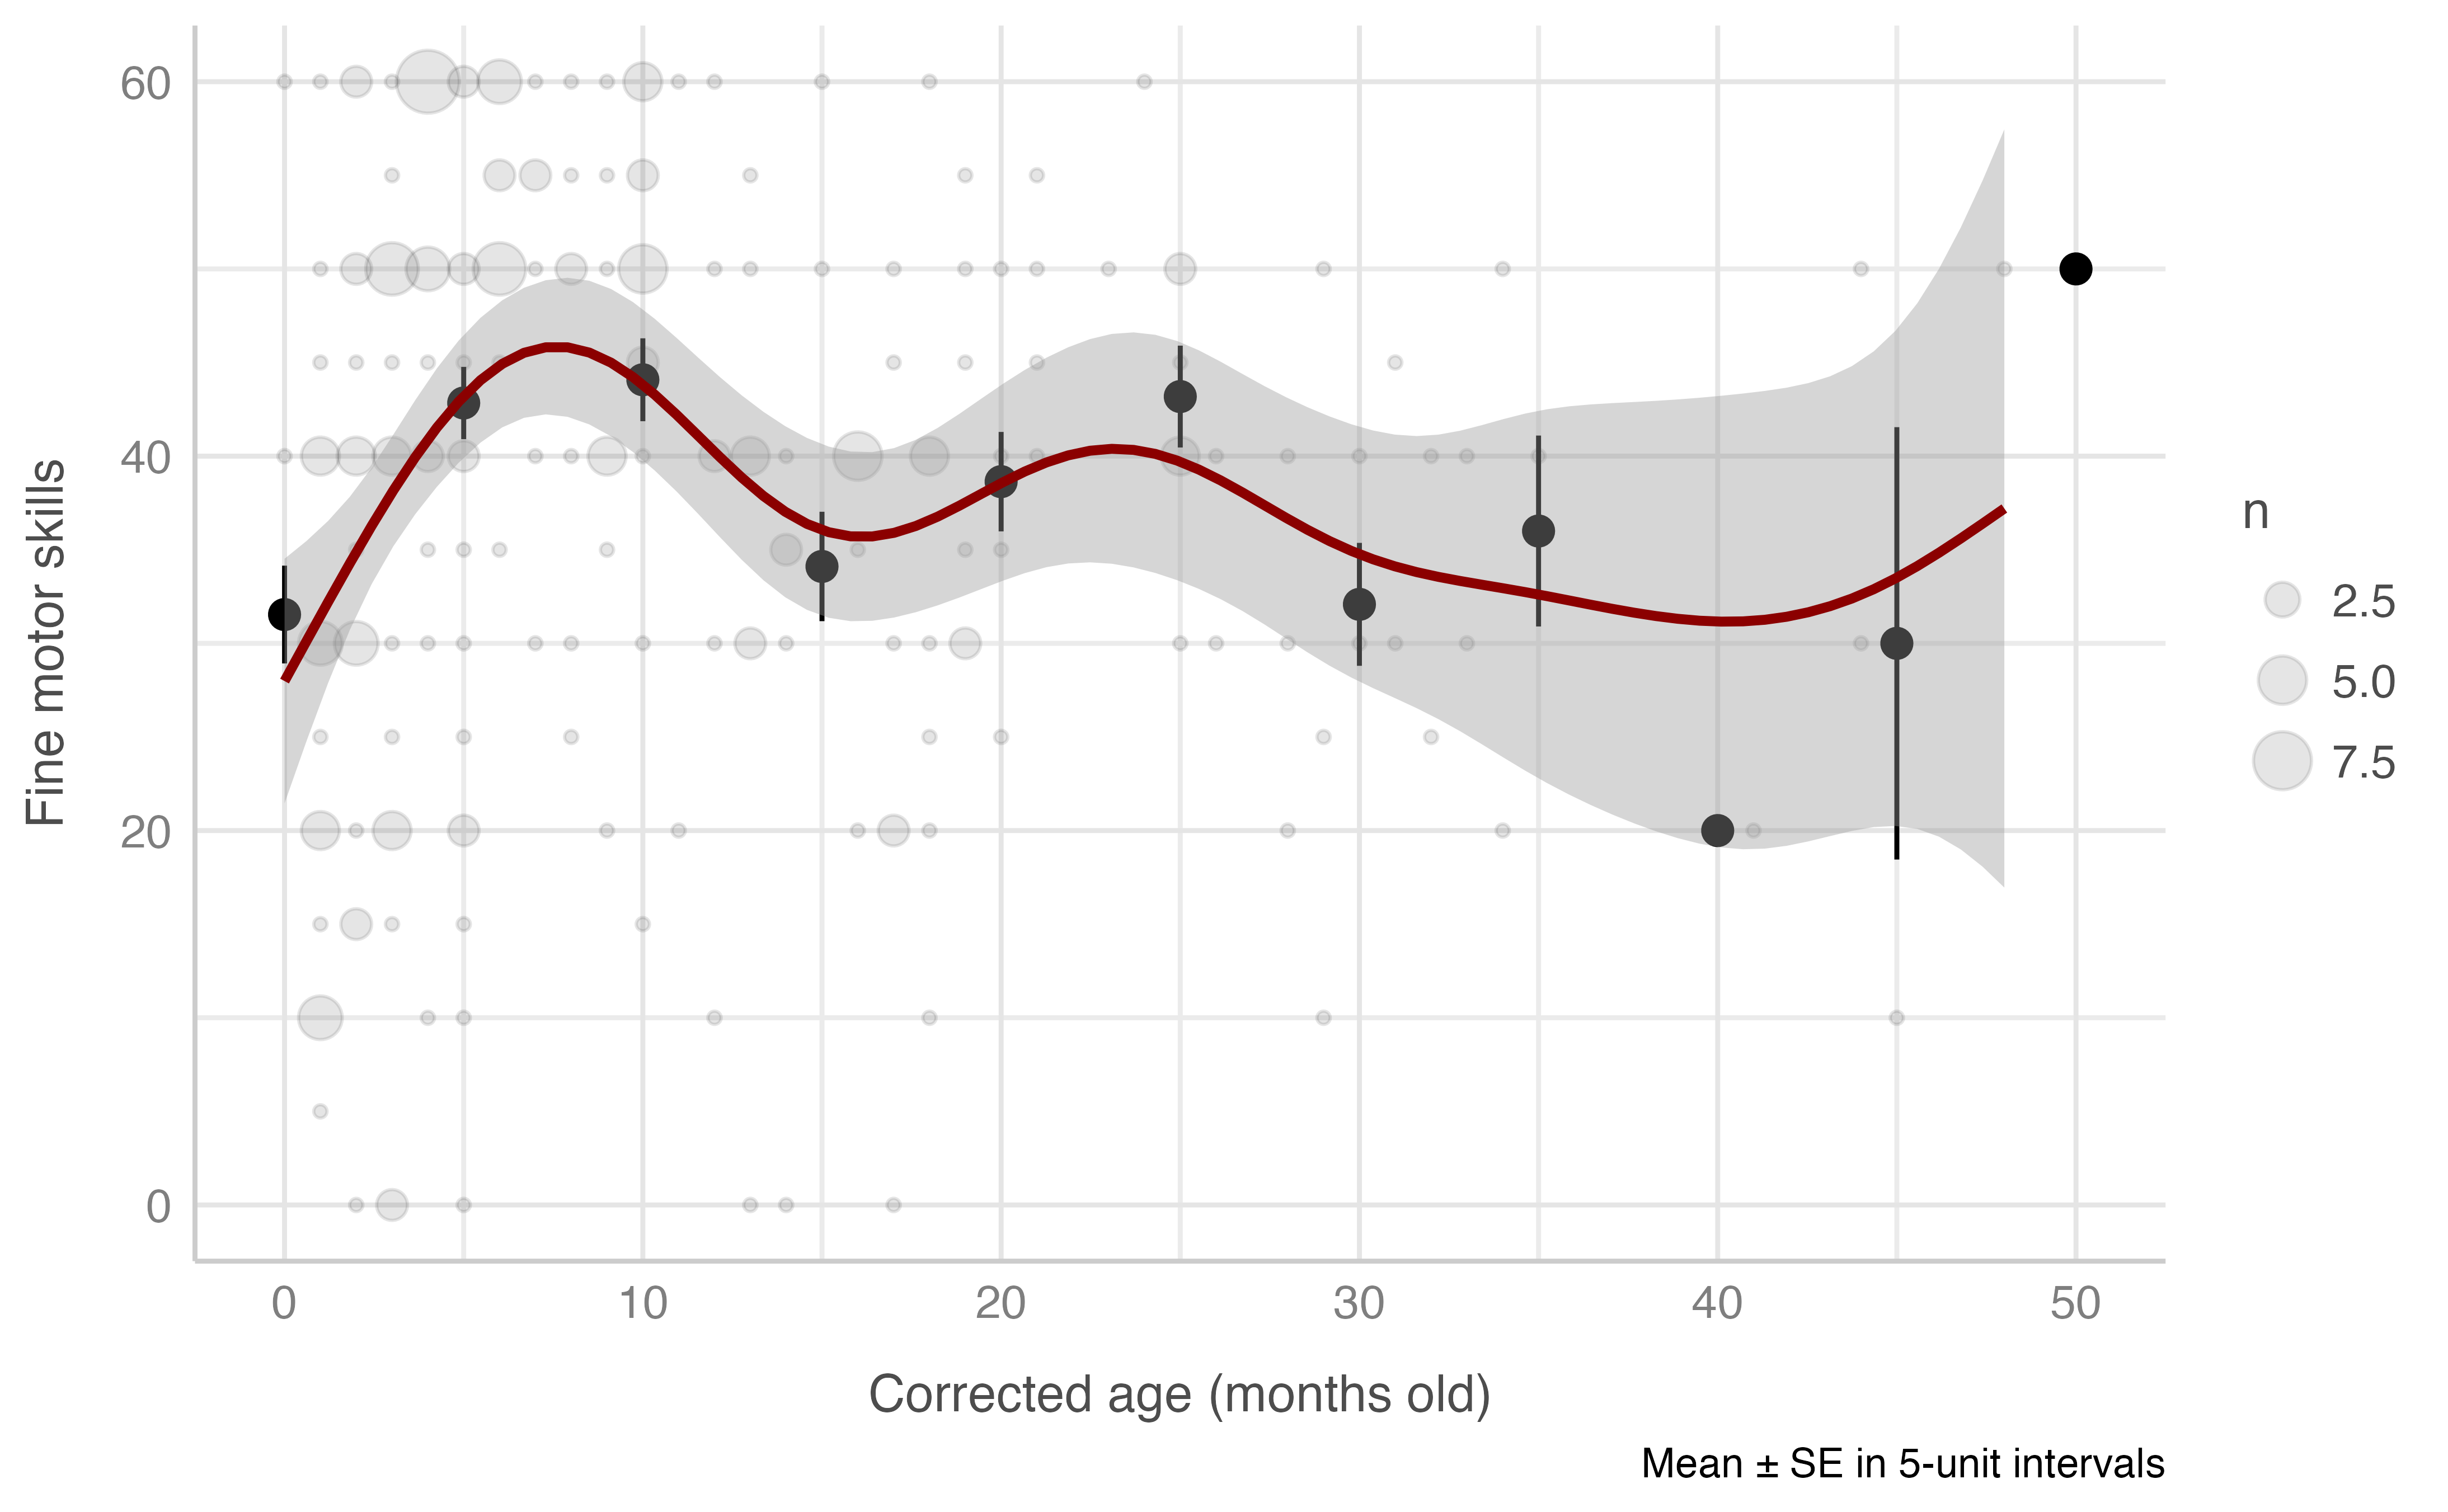 60
40
20
0
Fine motor skills
0 10 20 30 40 50
Corrected age (months old)
Mean ± SE in 5-unit intervals
n
2.5
5.0
7.5